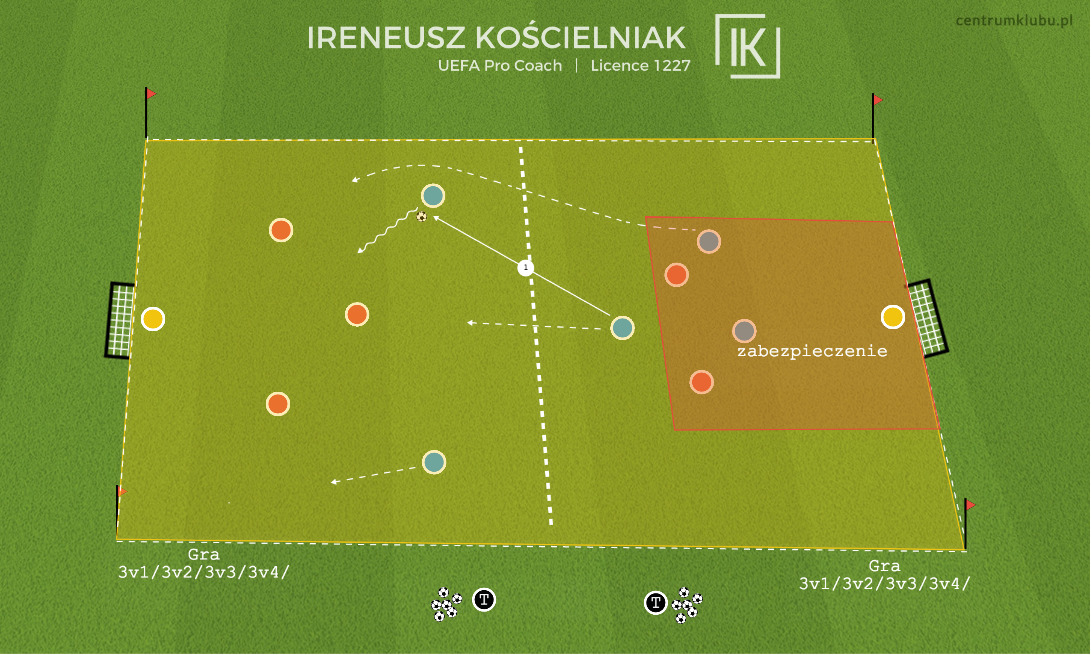 centrumklubu.pl
IRENEUSZ KOŚCIELNIAK
IK
UEFA Pro Coach | Licence 1227
1
zabezpieczenie
Gra
3v1/3v2/3v3/3v4/
Gra
3v1/3v2/3v3/3v4/
T
T